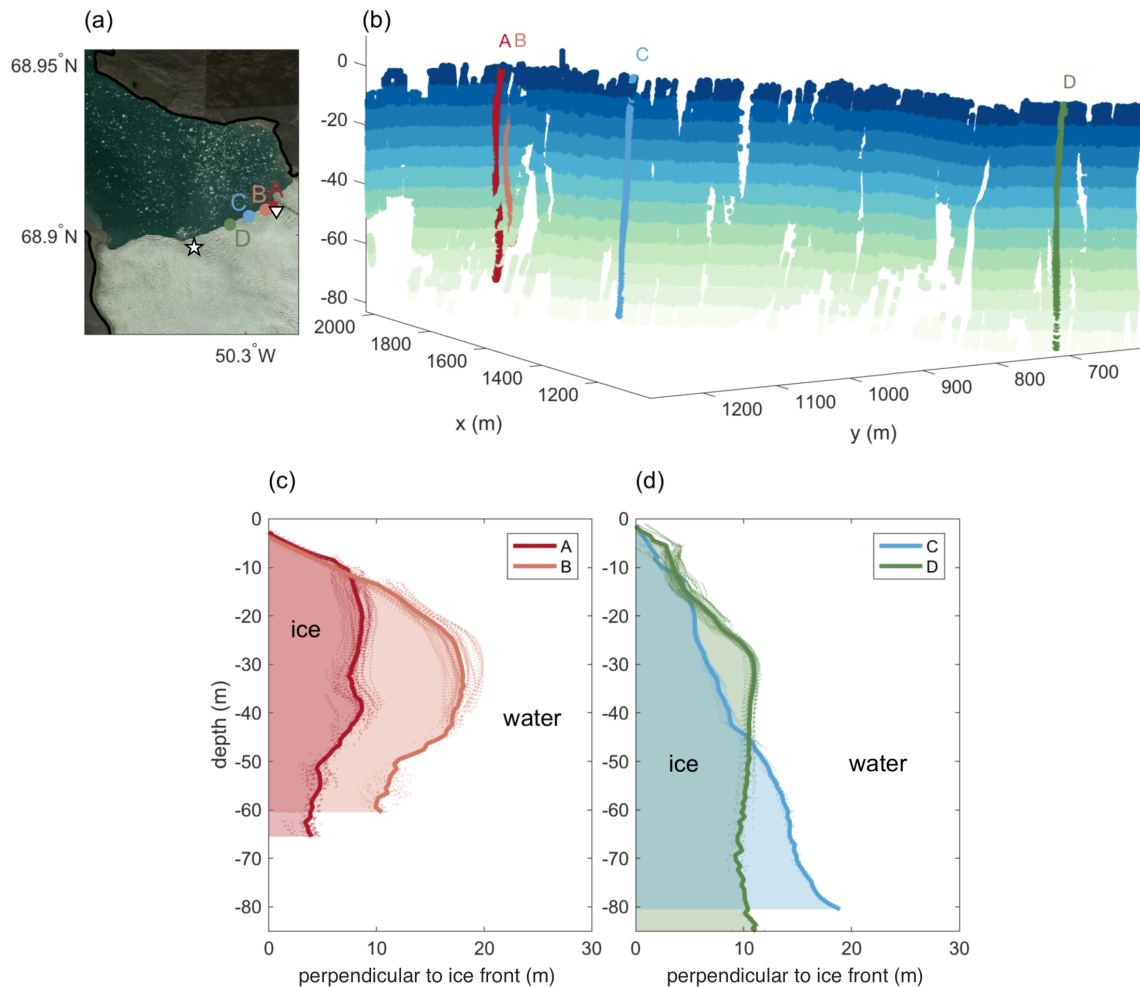 (a)
68.95°N
68.9°N
50.3°W
A
B
C
D
(b)
A B
C
D
0
-20
-40
-60
-80
2000
1800
1600
1400
1200
x (m)
1200
1100
1000
900
800
700
y (m)
(c)
0
-10
-20
-30
-40
-50
-60
-70
-80
depth (m)
A
B
ice
water
0
10
20
30
perpendicular to ice front (m)
(d)
0
-10
-20
-30
-40
-50
-60
-70
-80
C
D
ice
water
0
10
20
30
perpendicular to ice front (m)